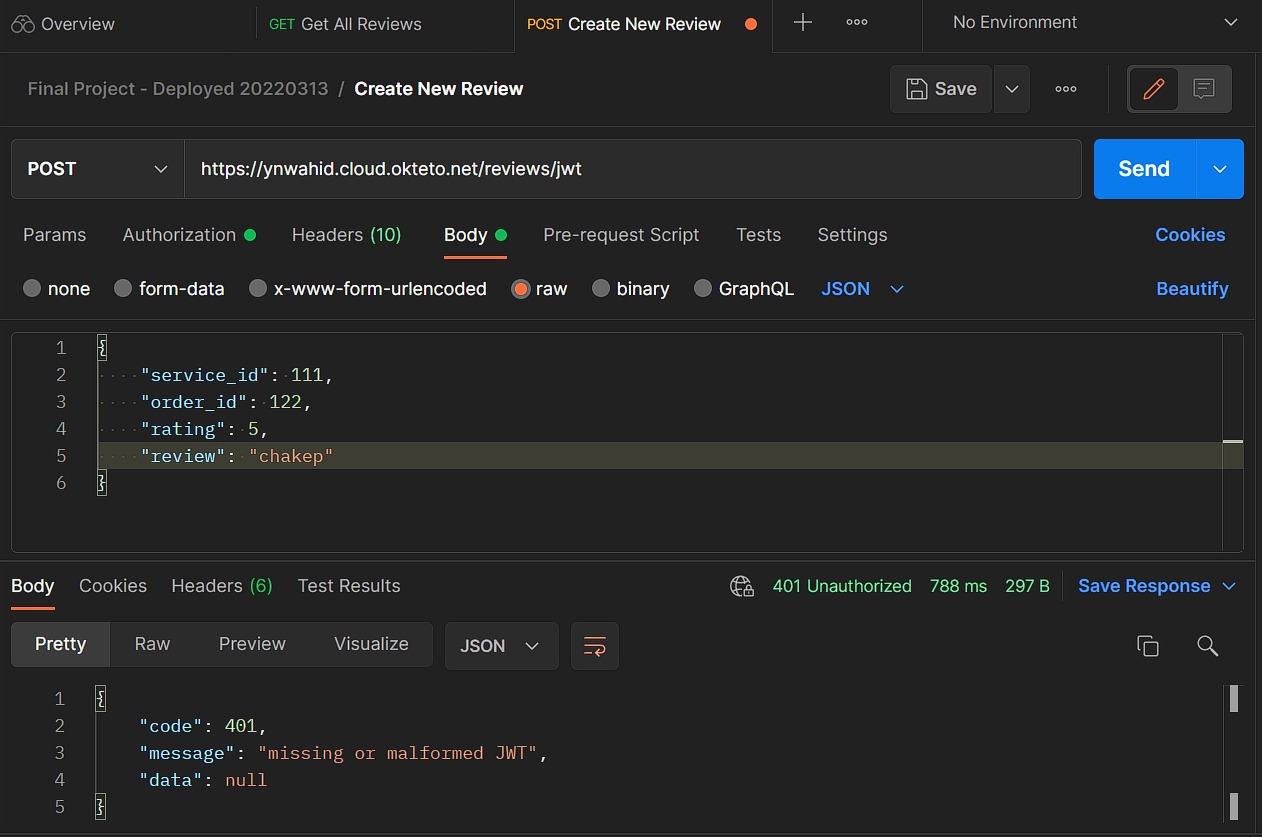 Overview GET Get All Reviews POST Create New Review No Environment
Final Project - Deployed 20220313 / Create New Review Save
POST https://ynwahid.cloud.okteto.net/reviews/jwt Send
Params Authorization Headers (10) Body Pre-request Script Tests Settings Cookies
none form-data x-www-form-urlencoded raw binary GraphQL JSON Beautify
1 {
2 "service_id": 111,
3 "order_id": 122,
4 "rating": 5,
5 "review": "chakep"
6 }
Body Cookies Headers (6) Test Results 401 Unauthorized 788 ms 297 B Save Response
Pretty Raw Preview Visualize JSON
1 {
2 "code": 401,
3 "message": "missing or malformed JWT",
4 "data": null
5 }